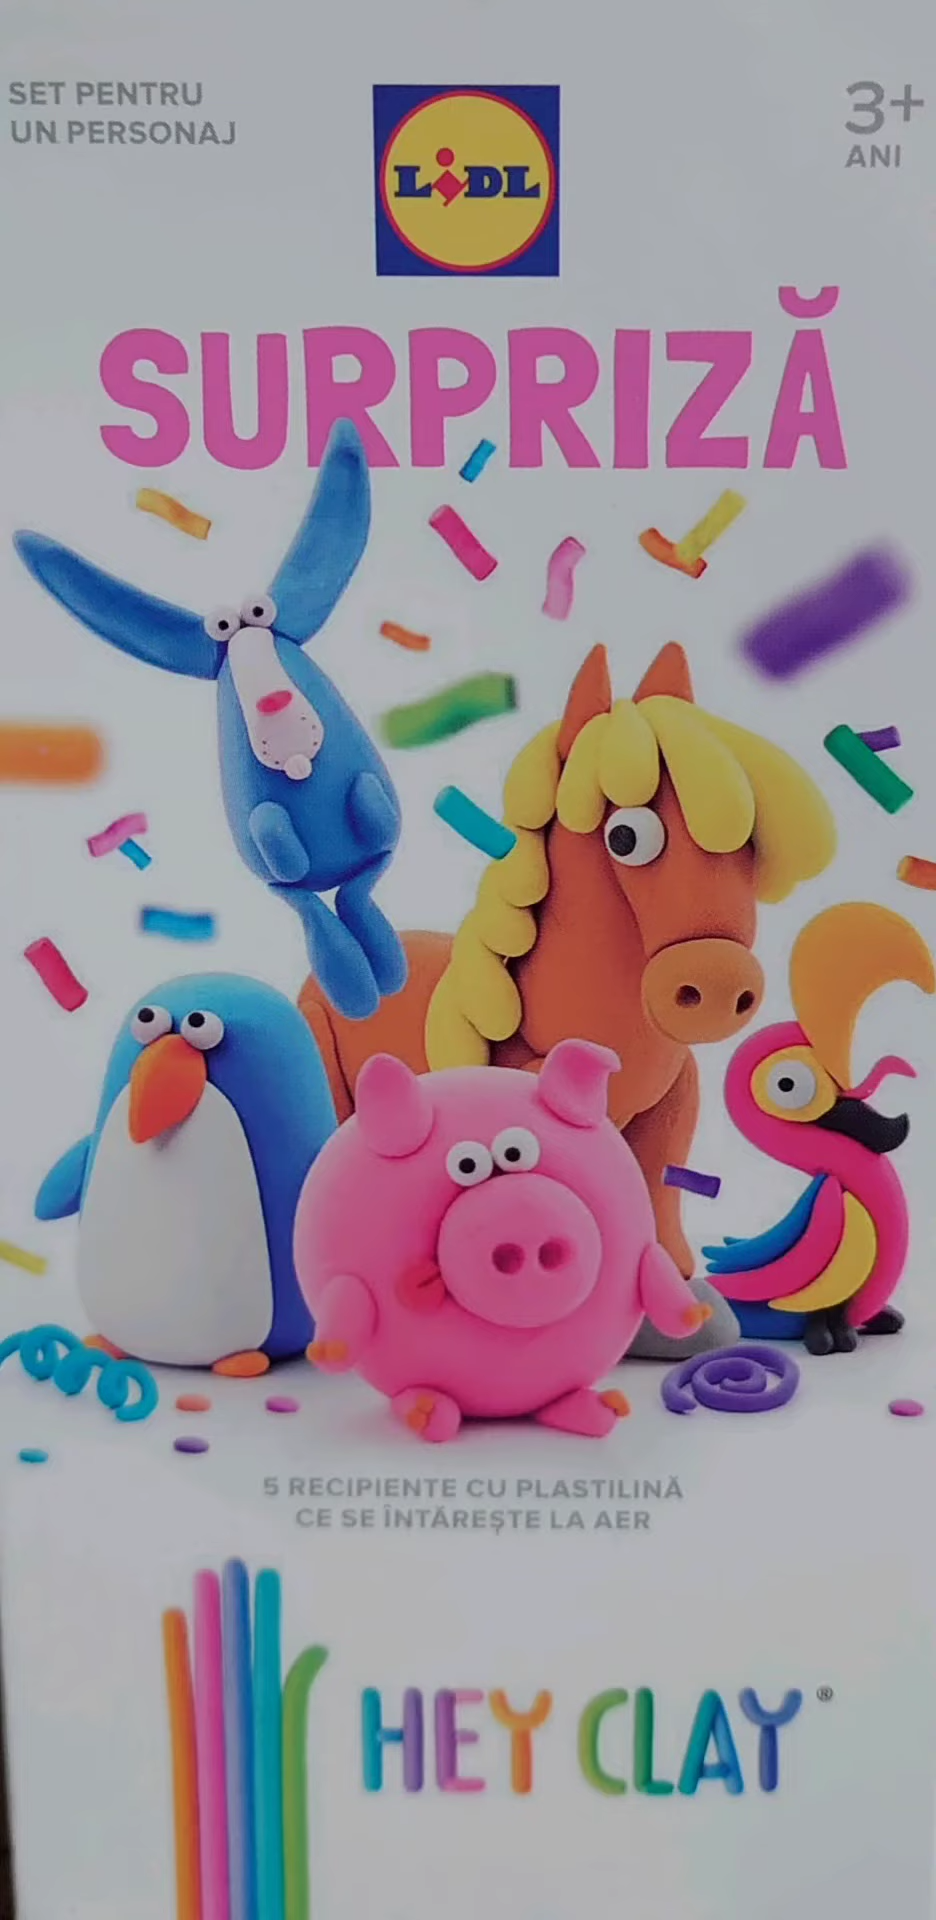 SET PENTRU
UN PERSONAJ
3+
ANI
LIDL
SURPRIZĂ
5 RECIPIENTE CU PLASTILINĂ
CE SE ÎNTĂREȘTE LA AER
HEY CLAY®